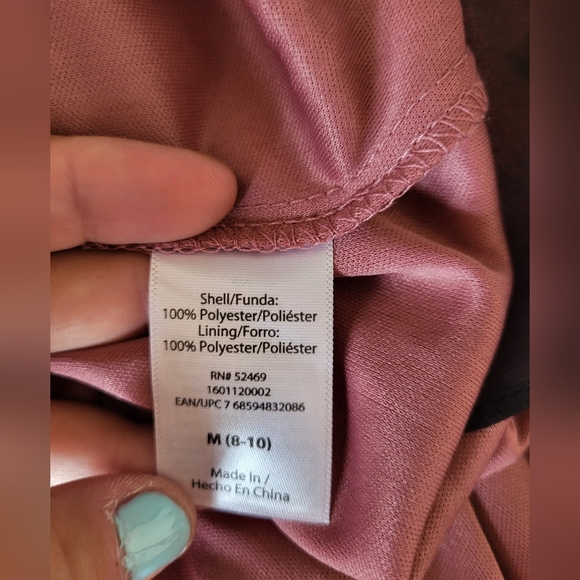 Shell/Funda:
100% Polyester/Poliéster
Lining/Forro:
100% Polyester/Poliéster
RN# 52469
1601120002
EAN/UPC 7 68594832086
M (8-10)
Made In /
Hecho En China